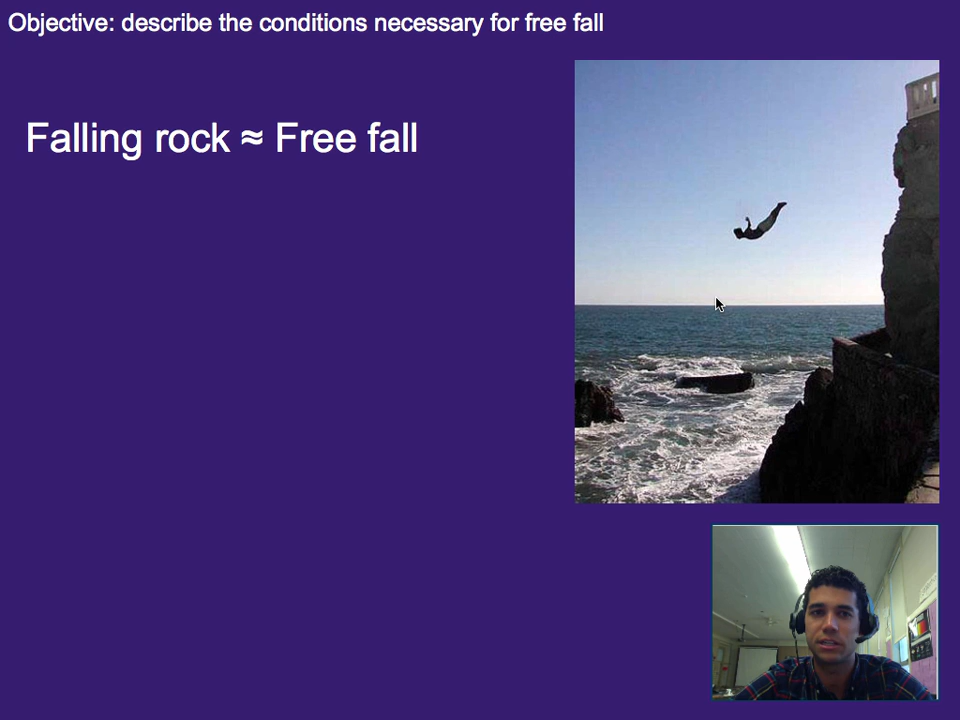 Objective: describe the conditions necessary for free fall
Falling rock ≈ Free fall